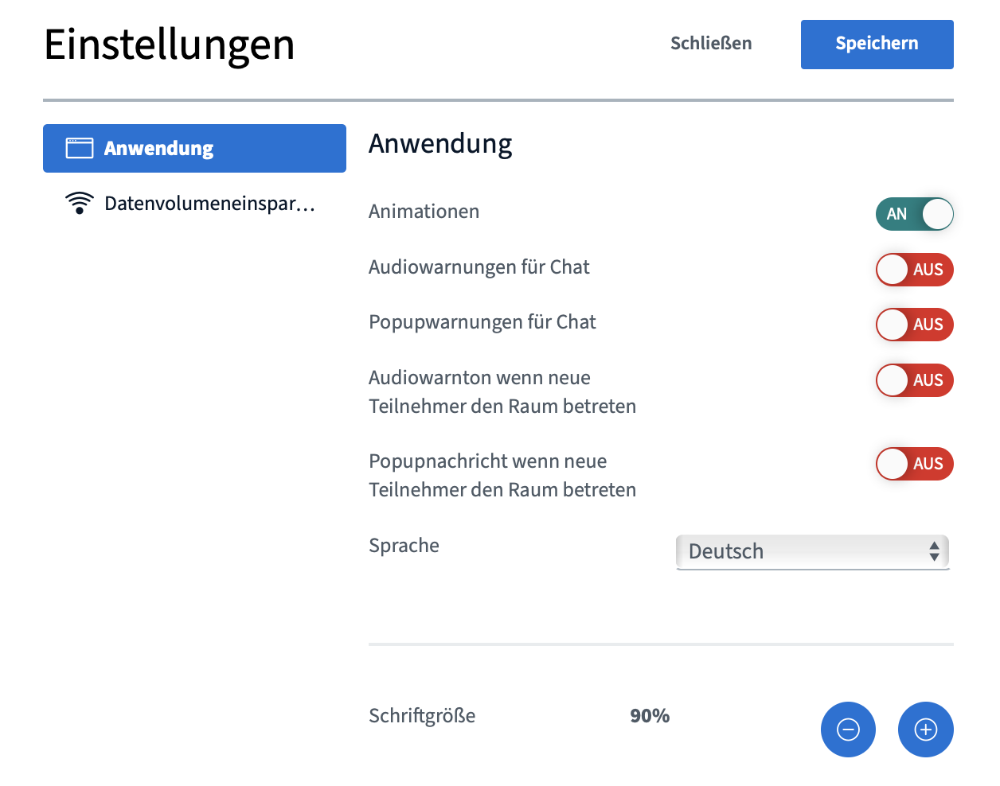 Einstellungen
Schließen
Speichern
Anwendung
Datenvolumeneinspar...
Anwendung
Animationen
AN
Audiowarnungen für Chat
AUS
Popupwarnungen für Chat
AUS
Audiowarnton wenn neue
Teilnehmer den Raum betreten
AUS
Popupnachricht wenn neue
Teilnehmer den Raum betreten
AUS
Sprache
Deutsch
Schriftgröße
90%